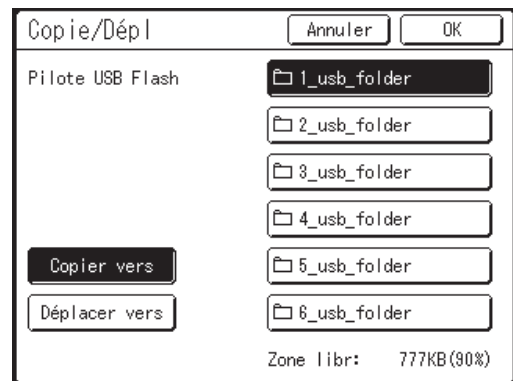 Copie/Dépl Annuler OK
Pilote USB Flash
1_usb_folder
2_usb_folder
3_usb_folder
4_usb_folder
Copier vers 5_usb_folder
Déplacer vers 6_usb_folder
Zone libr: 777KB(90%)